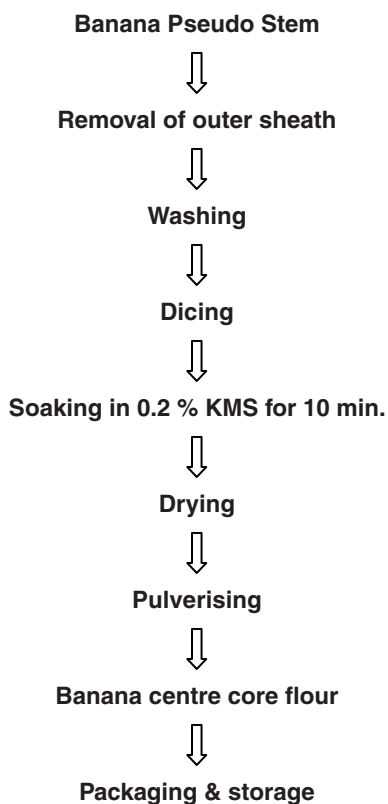 Banana Pseudo Stem
Removal of outer sheath
Washing
Dicing
Soaking in 0.2 % KMS for 10 min.
Drying
Pulverising
Banana centre core flour
Packaging & storage